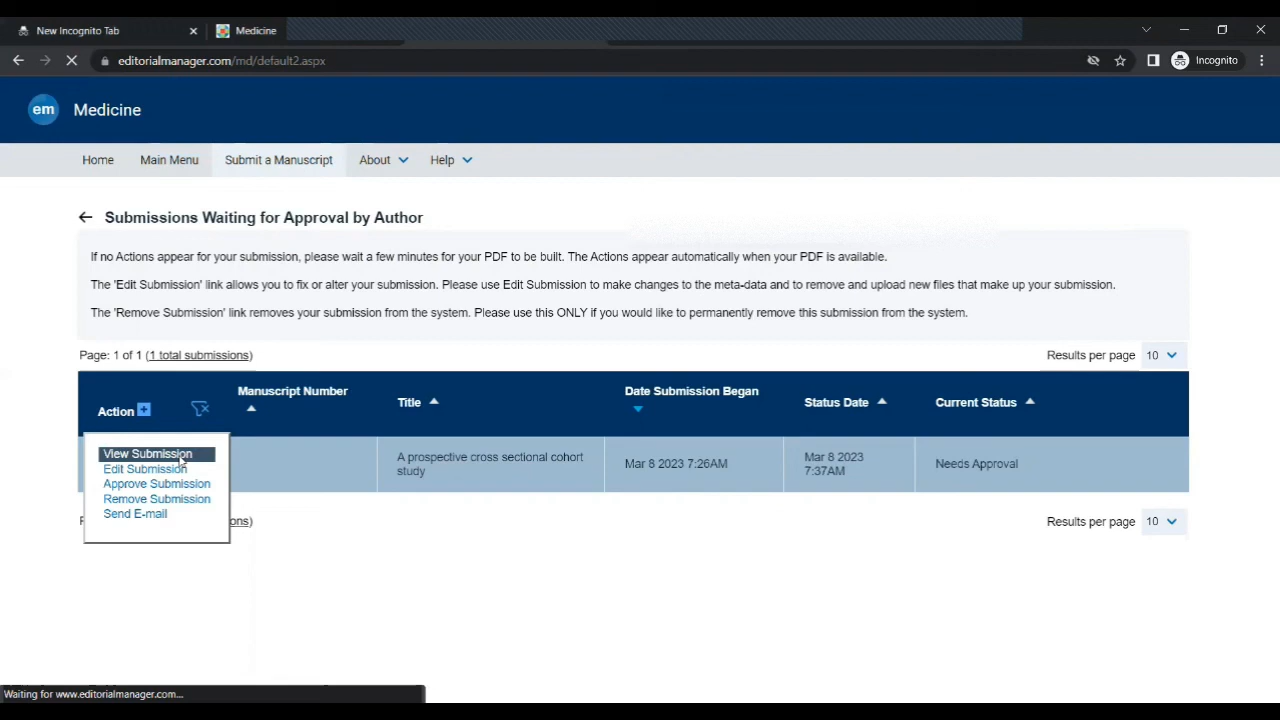 New Incognito Tab
Medicine
editorialmanager.com/md/default2.aspx
Incognito
em
Medicine
Home
Main Menu
Submit a Manuscript
About
Help
Submissions Waiting for Approval by Author
If no Actions appear for your submission, please wait a few minutes for your PDF to be built. The Actions appear automatically when your PDF is available.
The 'Edit Submission' link allows you to fix or alter your submission. Please use Edit Submission to make changes to the meta-data and to remove and upload new files that make up your submission.
The 'Remove Submission' link removes your submission from the system. Please use this ONLY if you would like to permanently remove this submission from the system.
Page: 1 of 1 (1 total submissions)
Results per page 10
Action
Manuscript Number
Title
Date Submission Began
Status Date
Current Status
View Submission
Edit Submission
Approve Submission
Remove Submission
Send E-mail
A prospective cross sectional cohort
study
Mar 8 2023 7:26AM
Mar 8 2023
7:37AM
Needs Approval
ons)
Results per page 10
Waiting for www.editorialmanager.com...